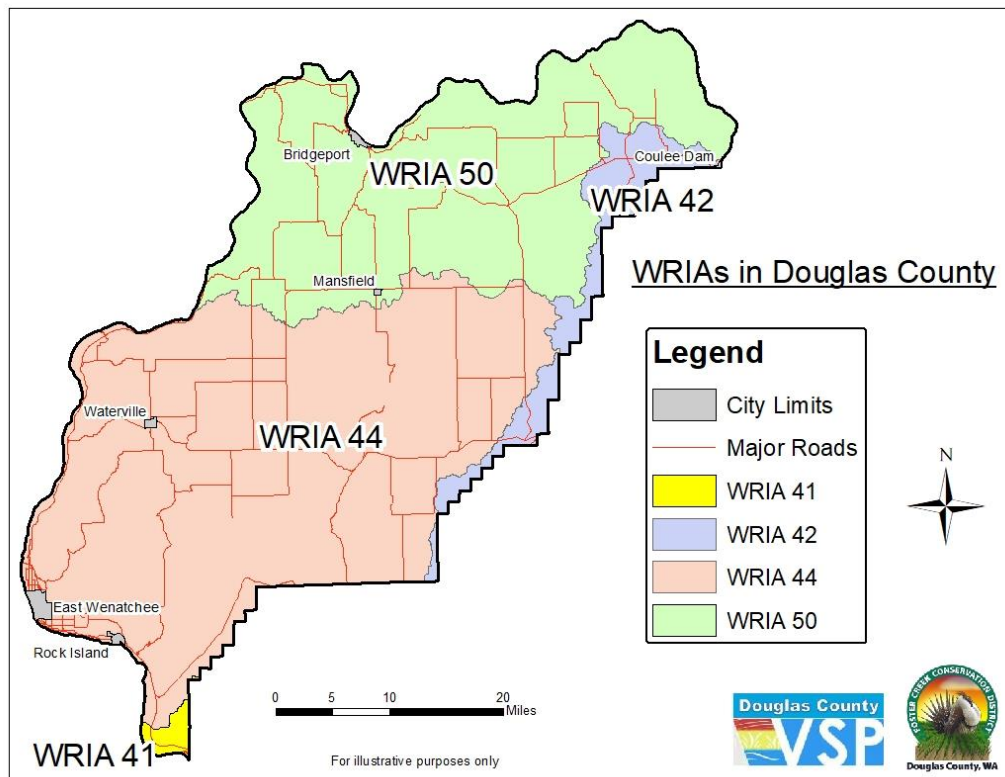 Bridgeport
WRIA 50
Coulee Dam
WRIA 42
WRIAs in Douglas County
Mansfield
Waterville
WRIA 44
East Wenatchee
Rock Island
WRIA 41
Legend
City Limits
Major Roads
WRIA 41
WRIA 42
WRIA 44
WRIA 50
N
0 5 10 20
Miles
For illustrative purposes only
Douglas County
VSP
FOSTER CREEK CONSERVATION DISTRICT
Douglas County, WA